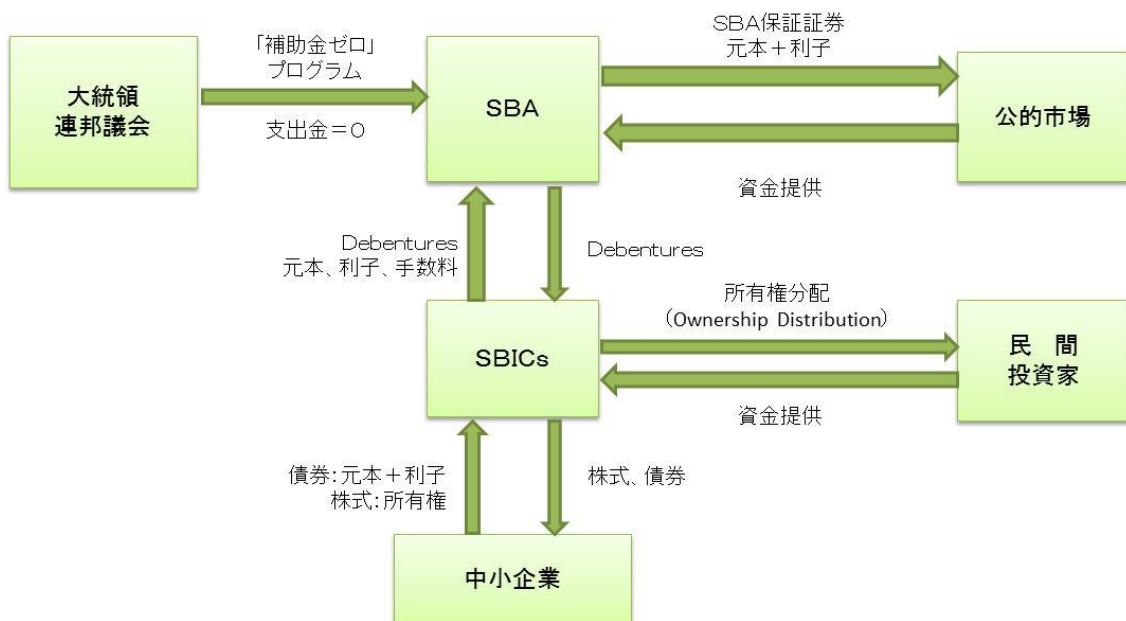 大統領
連邦議会
「補助金ゼロ」
プログラム
支出金＝０
ＳＢＡ
ＳＢＡ保証証券
元本＋利子
公的市場
資金提供
Debentures
元本、利子、手数料
Debentures
SBICs
所有権分配
（Ownership Distribution）
民　間
投資家
資金提供
債券：元本＋利子
株式：所有権
株式、債券
中小企業